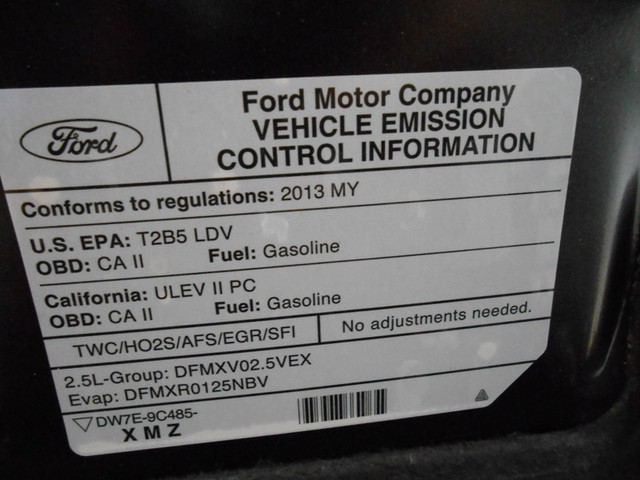 Ford
Ford Motor Company
VEHICLE EMISSION
CONTROL INFORMATION
Conforms to regulations: 2013 MY
U.S. EPA: T2B5 LDV
OBD: CA II Fuel: Gasoline
California: ULEV II PC
OBD: CA II Fuel: Gasoline
TWC/HO2S/AFS/EGR/SFI No adjustments needed.
2.5L-Group: DFMXV02.5VEX
Evap: DFMXR0125NBV
DW7E-9C485-
X M Z